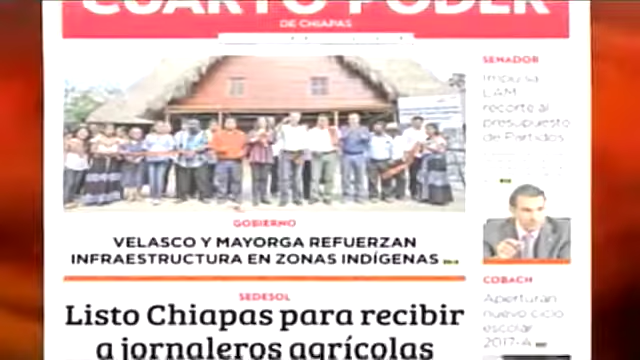 CUARTO PODER
DE CHIAPAS
GOBIERNO
VELASCO Y MAYORGA REFUERZAN
INFRAESTRUCTURA EN ZONAS INDÍGENAS
SEDESOL
Listo Chiapas para recibir
a jornaleros agrícolas
SENADOR
Impulsa
LAM
recorte al
presupuesto
de Partidos
COBACH
Aperturan
nuevo ciclo
escolar
2017-A